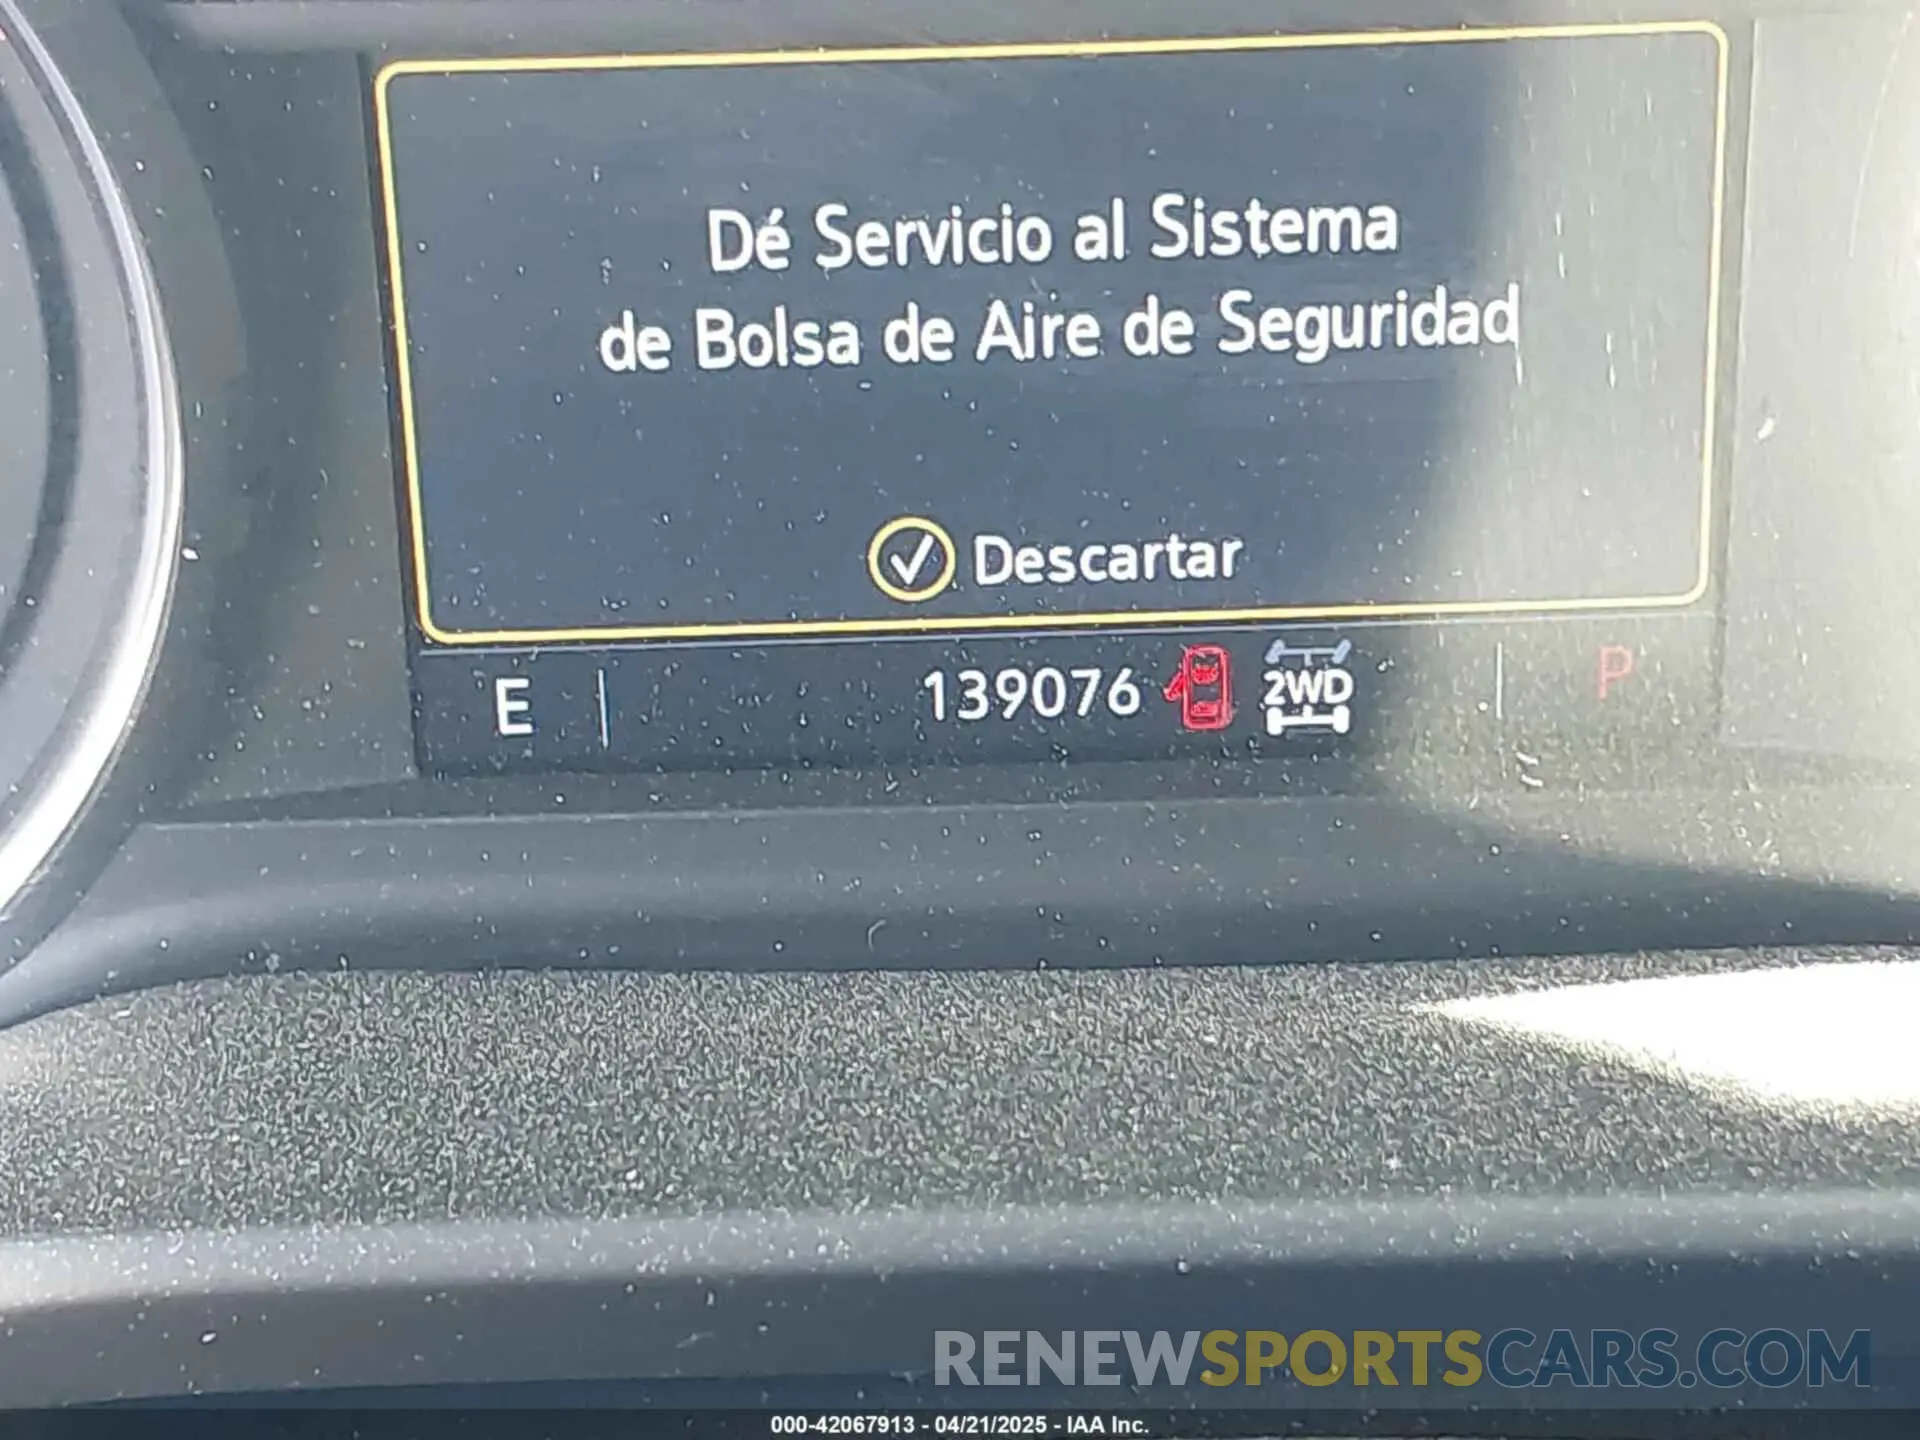 Dé Servicio al Sistema
de Bolsa de Aire de Seguridad
Descartar
E 139076 2WD P
RENEWSPORTSCARS.COM
000-42067913 - 04/21/2025 - IAA Inc.